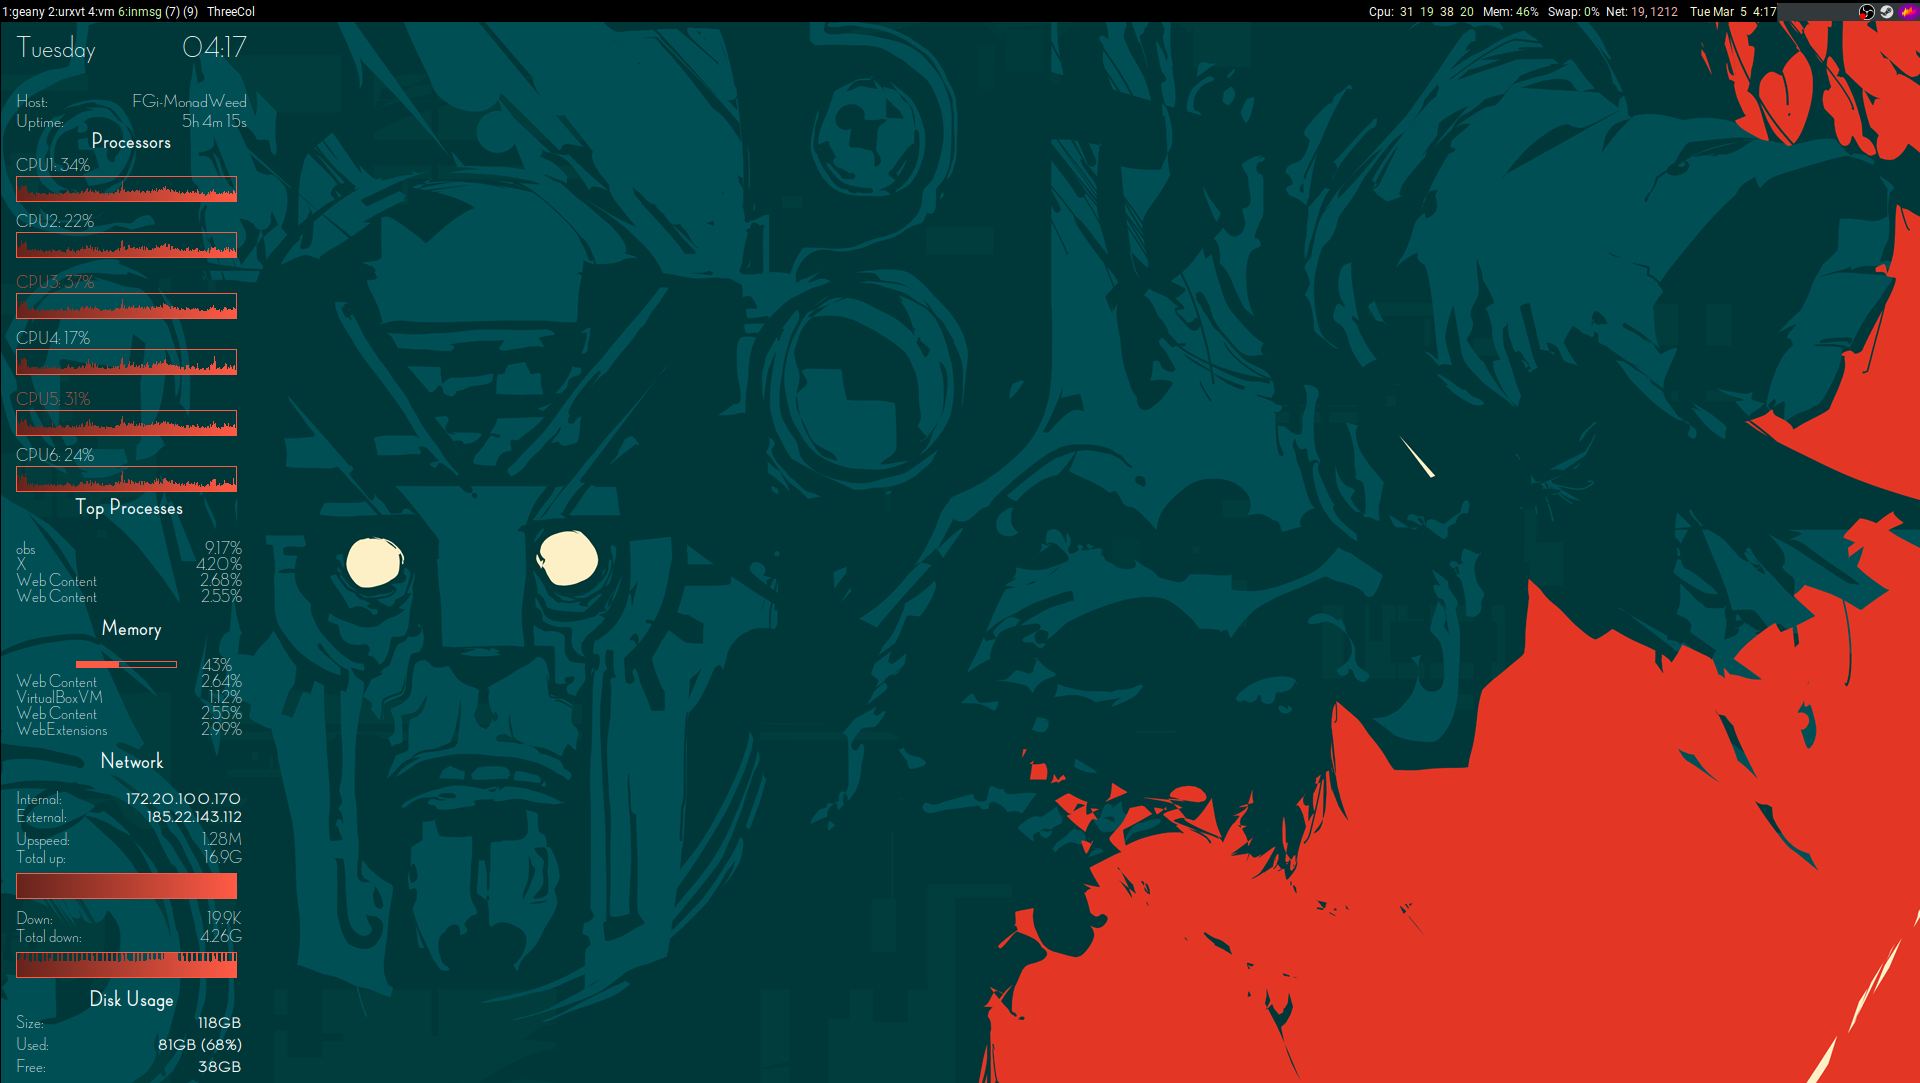 1:geany 2:urxvt 4:vm 6:inmsg (7) (9) ThreeCol
Cpu: 31 19 38 20 Mem: 46% Swap: 0% Net: 19, 1212 Tue Mar 5 4:17
Tuesday 04:17
Host: FGi-MonadWeed
Uptime: 5h 4m 15s
Processors
CPU1: 34%
CPU2: 22%
CPU3: 37%
CPU4: 17%
CPU5: 31%
CPU6: 24%
Top Processes
obs 9.17%
X 4.20%
Web Content 2.68%
Web Content 2.55%
Memory
43%
Web Content 2.64%
VirtualBoxVM 1.12%
Web Content 2.55%
WebExtensions 2.99%
Network
Internal: 172.20.100.170
External: 185.22.143.112
Upspeed: 1.28M
Total up: 16.9G
Down: 19.9K
Total down: 4.26G
Disk Usage
Size: 118GB
Used: 81GB (68%)
Free: 38GB